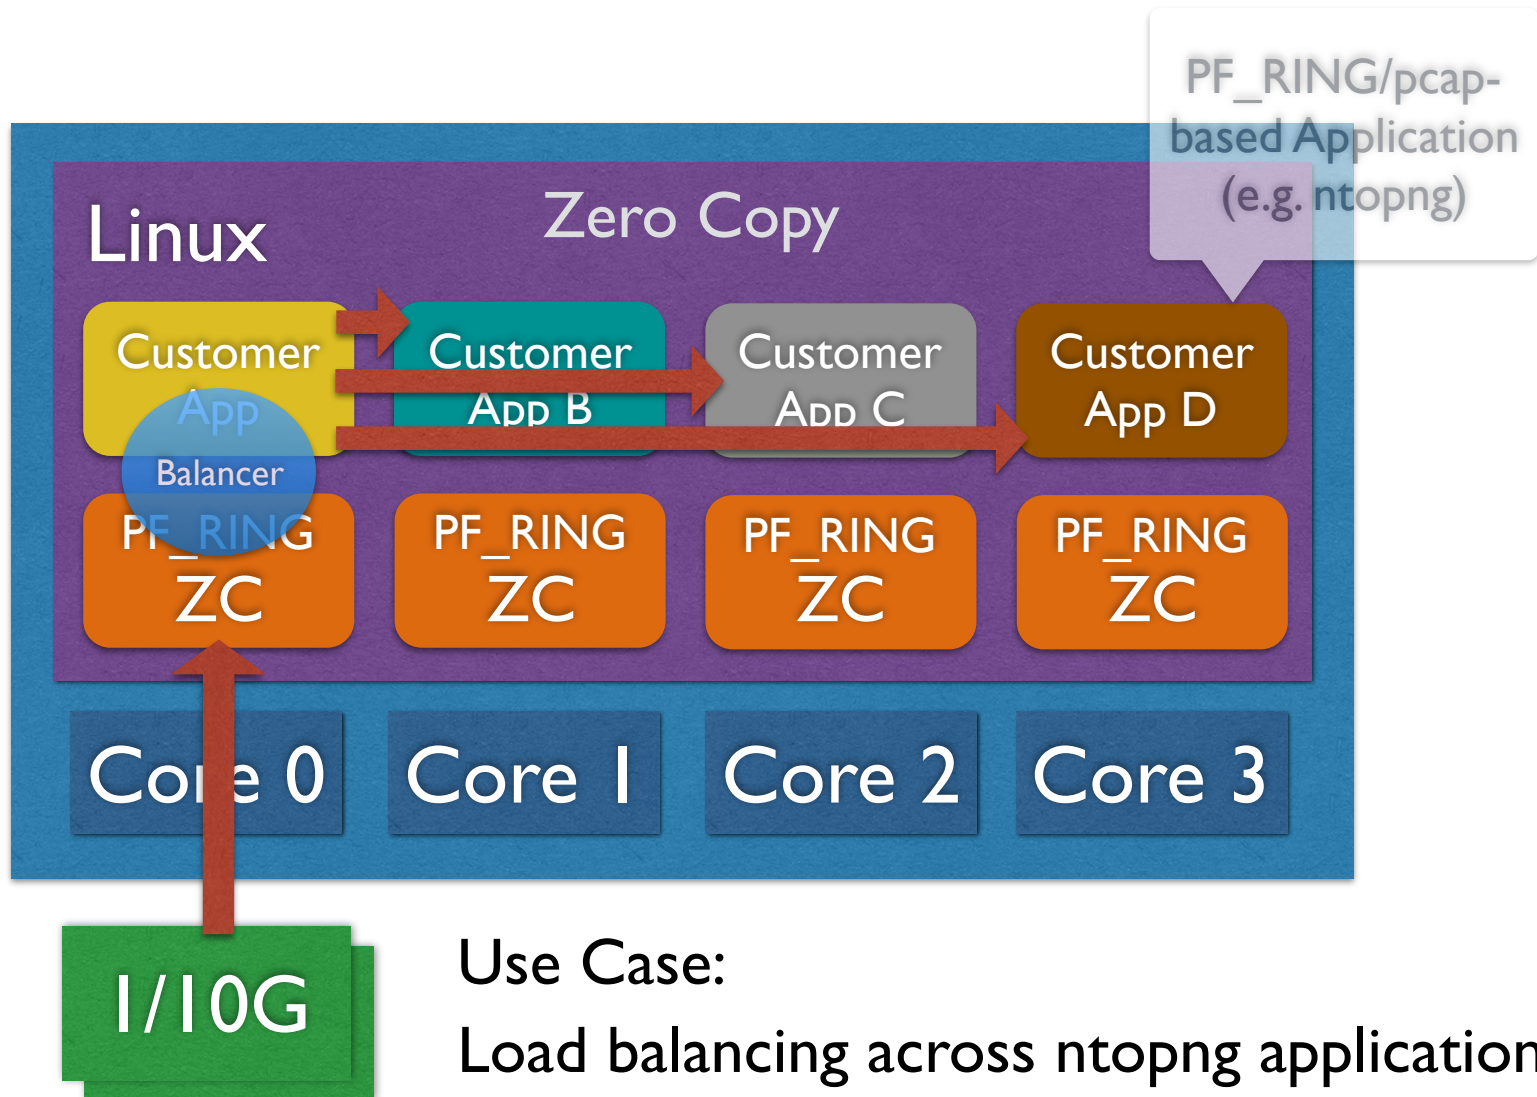 PF_RING/pcap-
based Application
(e.g. ntopng)
Linux
Zero Copy
Customer
App
Customer
App B
Customer
App C
Customer
App D
Balancer
PF_RING
ZC
PF_RING
ZC
PF_RING
ZC
PF_RING
ZC
Core 0
Core 1
Core 2
Core 3
1/10G
Use Case:
Load balancing across ntopng application